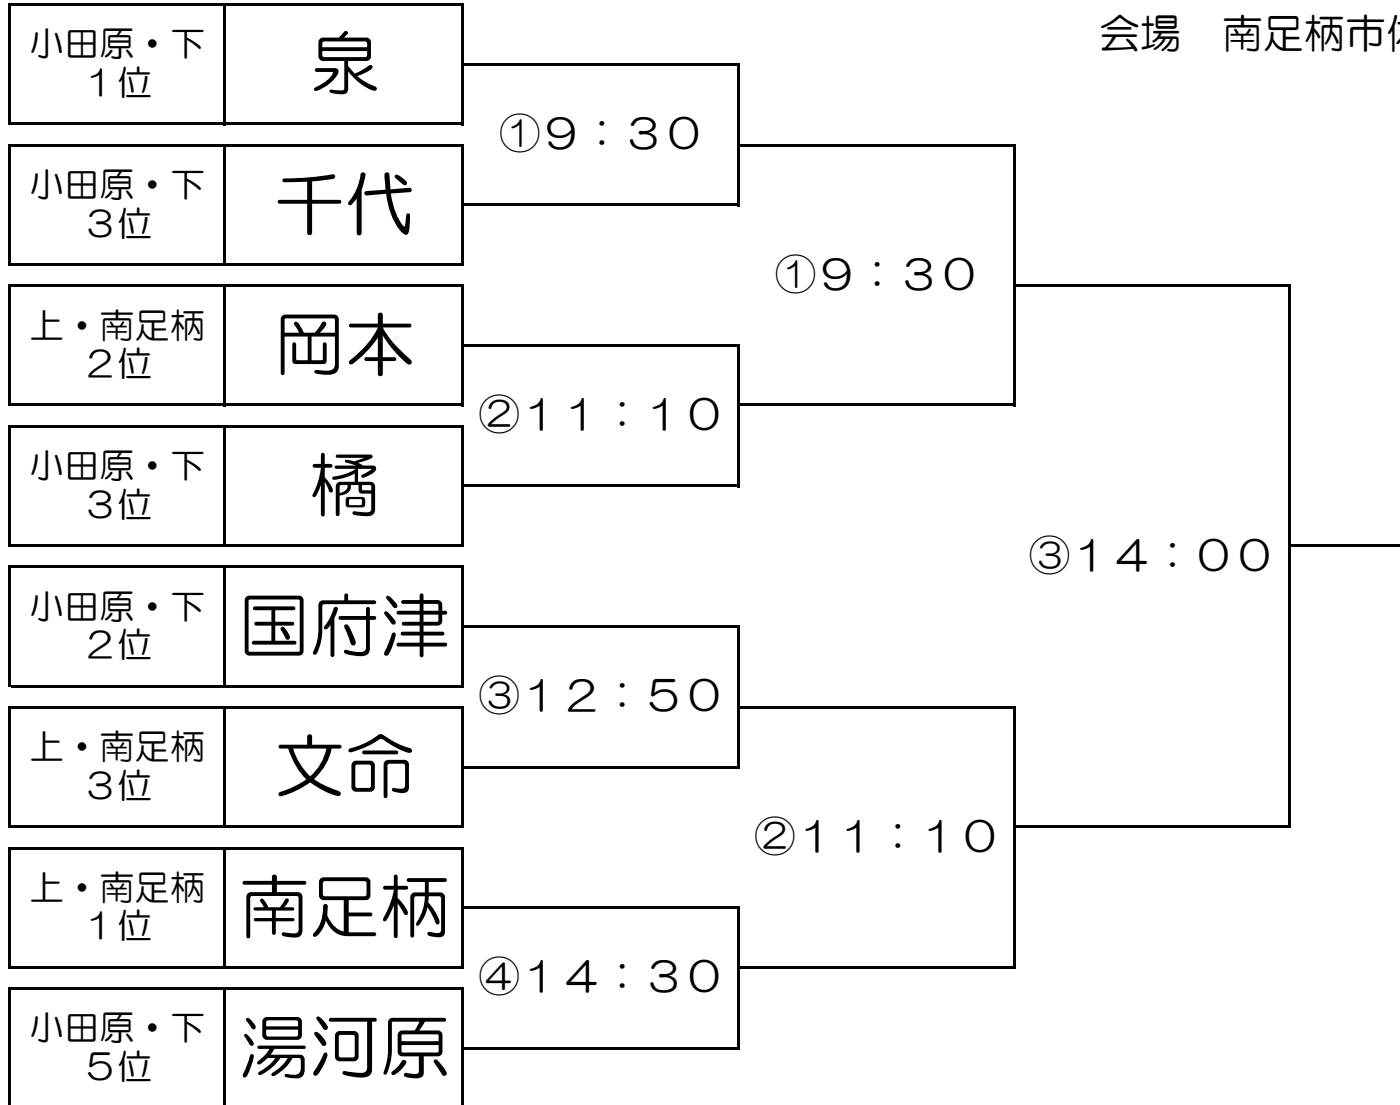 会場　南足柄市
小田原・下
１位
泉
①９：３０
小田原・下
３位
千代
①９：３０
上・南足柄
２位
岡本
②１１：１０
小田原・下
３位
橘
③１４：００
小田原・下
２位
国府津
③１２：５０
上・南足柄
３位
文命
②１１：１０
上・南足柄
１位
南足柄
④１４：３０
小田原・下
５位
湯河原